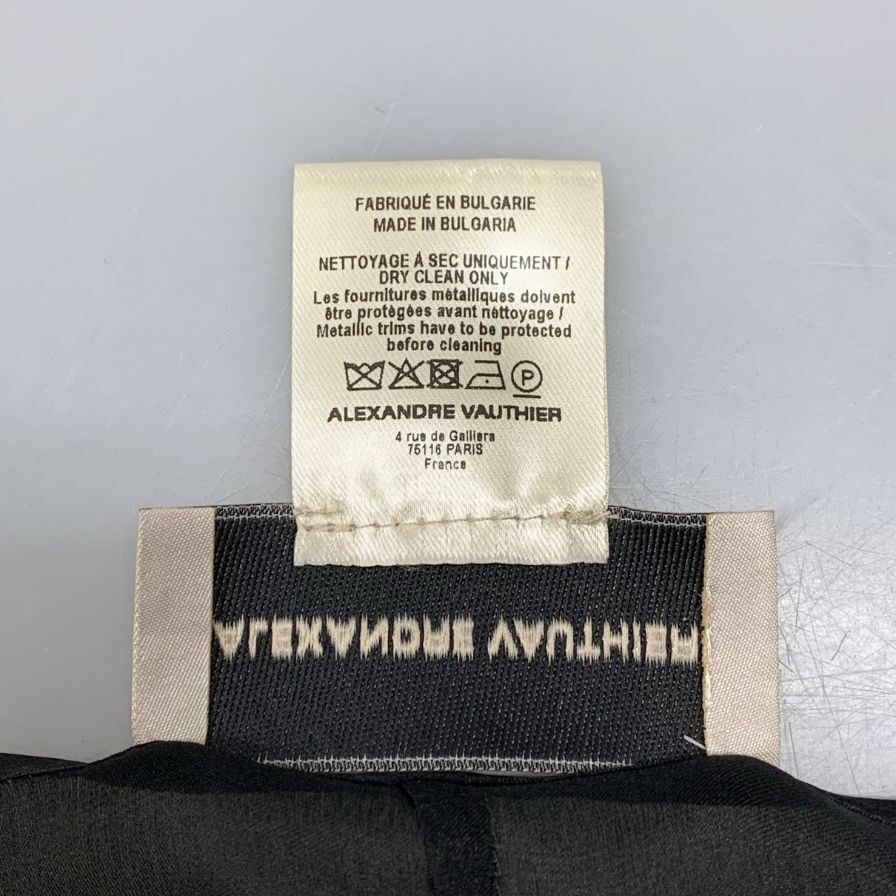 FABRIQUÉ EN BULGARIE
MADE IN BULGARIA
NETTOYAGE À SEC UNIQUEMENT /
DRY CLEAN ONLY
Les fournitures métalliques doivent
être protégées avant nettoyage /
Metallic trims have to be protected
before cleaning
P
ALEXANDRE VAUTHIER
4 rue de Galliera
75116 PARIS
France
ALEXANDRE VAUTHIER